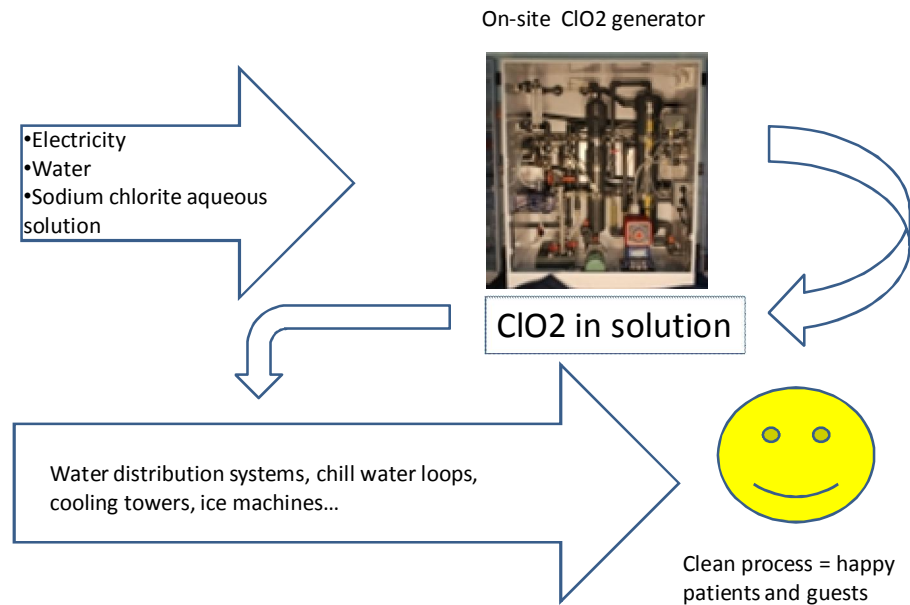 On-site ClO2 generator
•Electricity
•Water
•Sodium chlorite aqueous
solution
ClO2 in solution
Water distribution systems, chill water loops,
cooling towers, ice machines…
Clean process = happy
patients and guests